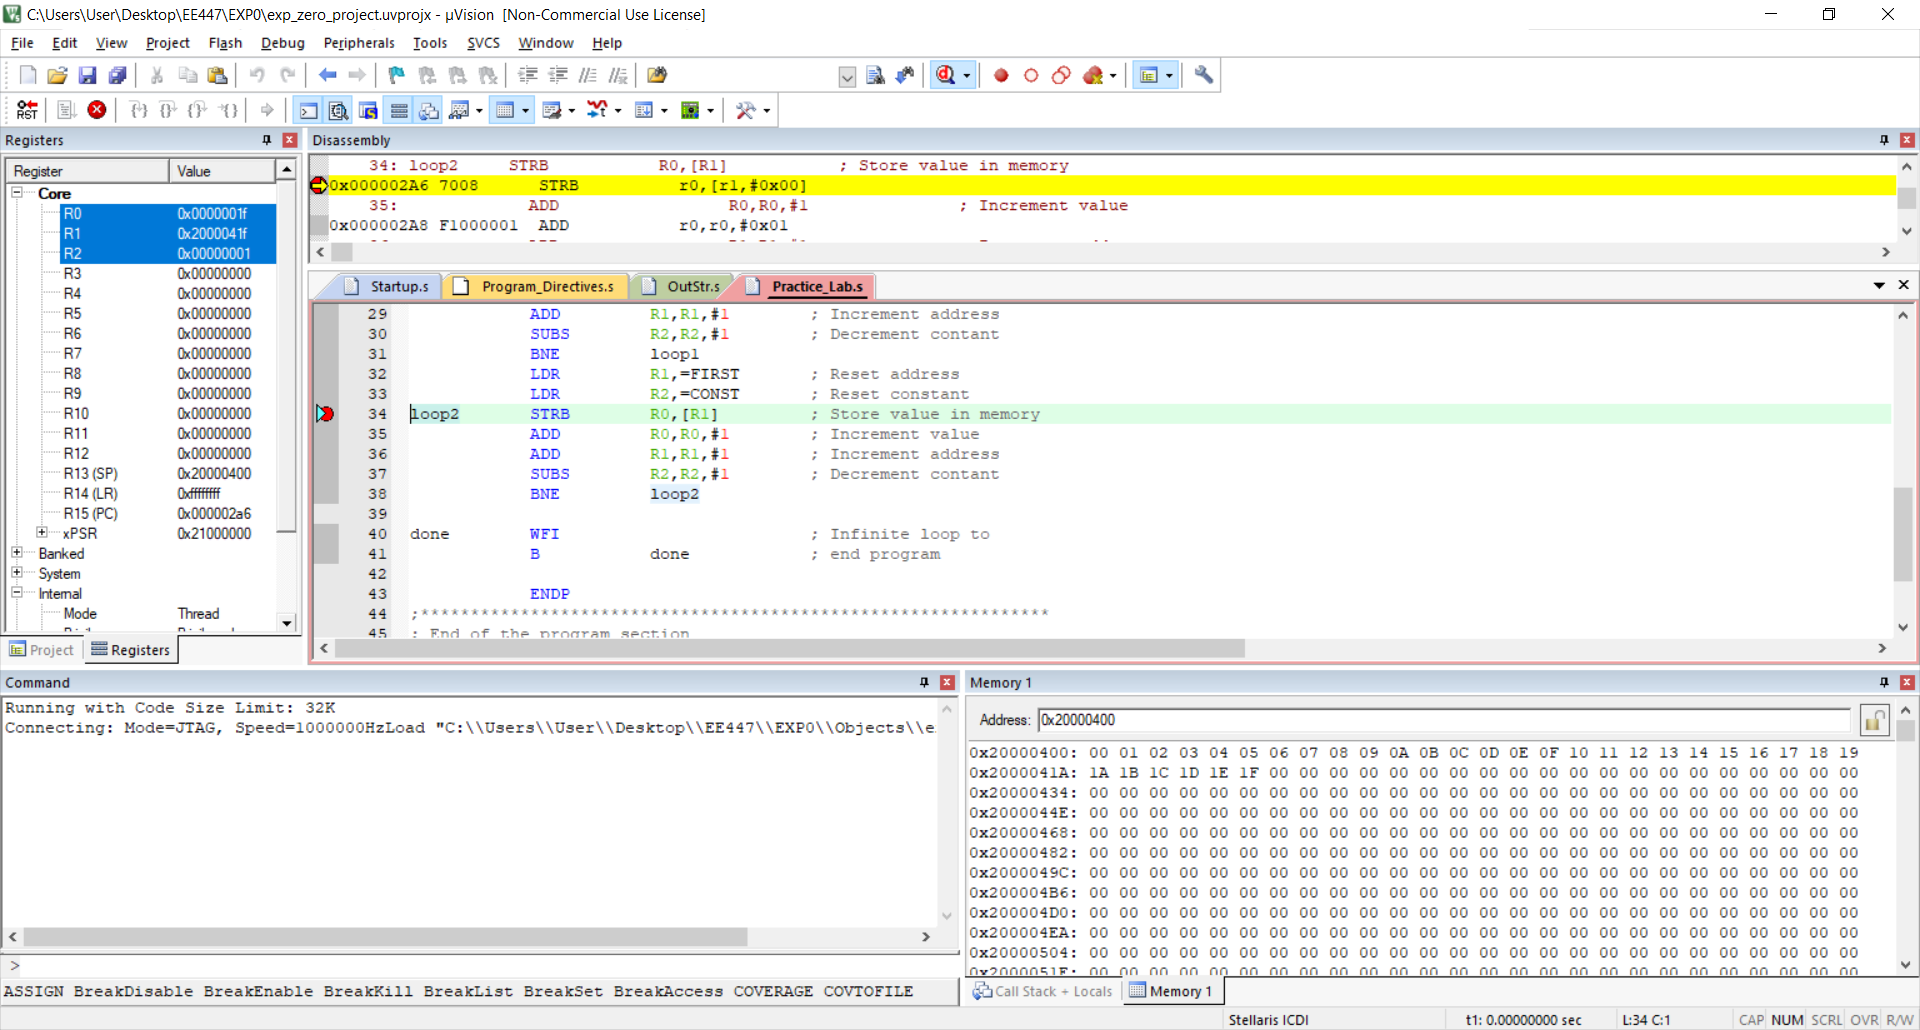 C:\Users\User\Desktop\EE447\EXP0\exp_zero_project.uvprojx - µVision  [Non-Commercial Use License]
File Edit View Project Flash Debug Peripherals Tools SVCS Window Help
RST
Registers
Register Value
Core
R0 0x0000001f
R1 0x2000041f
R2 0x00000001
R3 0x00000000
R4 0x00000000
R5 0x00000000
R6 0x00000000
R7 0x00000000
R8 0x00000000
R9 0x00000000
R10 0x00000000
R11 0x00000000
R12 0x00000000
R13 (SP) 0x20000400
R14 (LR) 0xffffffff
R15 (PC) 0x000002a6
xPSR 0x21000000
Banked
System
Internal
Mode Thread
Project Registers
Disassembly
34: loop2 STRB R0,[R1] ; Store value in memory
0x000002A6 7008 STRB r0,[r1,#0x00]
35: ADD R0,R0,#1 ; Increment value
0x000002A8 F1000001 ADD r0,r0,#0x01
Startup.s Program_Directives.s OutStr.s Practice_Lab.s
29 ADD R1,R1,#1 ; Increment address
30 SUBS R2,R2,#1 ; Decrement contant
31 BNE loop1
32 LDR R1,=FIRST ; Reset address
33 LDR R2,=CONST ; Reset constant
34 loop2 STRB R0,[R1] ; Store value in memory
35 ADD R0,R0,#1 ; Increment value
36 ADD R1,R1,#1 ; Increment address
37 SUBS R2,R2,#1 ; Decrement contant
38 BNE loop2
39
40 done WFI ; Infinite loop to
41 B done ; end program
42
43 ENDP
44 ;***************************************************************
45 ; End of the program section
Command
Running with Code Size Limit: 32K
Connecting: Mode=JTAG, Speed=1000000HzLoad "C:\\Users\\User\\Desktop\\EE447\\EXP0\\Objects\\e
>
ASSIGN BreakDisable BreakEnable BreakKill BreakList BreakSet BreakAccess COVERAGE COVTOFILE
Memory 1
Address: 0x20000400
0x20000400: 00 01 02 03 04 05 06 07 08 09 0A 0B 0C 0D 0E 0F 10 11 12 13 14 15 16 17 18 19
0x2000041A: 1A 1B 1C 1D 1E 1F 00 00 00 00 00 00 00 00 00 00 00 00 00 00 00 00 00 00 00 00
0x20000434: 00 00 00 00 00 00 00 00 00 00 00 00 00 00 00 00 00 00 00 00 00 00 00 00 00 00
0x2000044E: 00 00 00 00 00 00 00 00 00 00 00 00 00 00 00 00 00 00 00 00 00 00 00 00 00 00
0x20000468: 00 00 00 00 00 00 00 00 00 00 00 00 00 00 00 00 00 00 00 00 00 00 00 00 00 00
0x20000482: 00 00 00 00 00 00 00 00 00 00 00 00 00 00 00 00 00 00 00 00 00 00 00 00 00 00
0x2000049C: 00 00 00 00 00 00 00 00 00 00 00 00 00 00 00 00 00 00 00 00 00 00 00 00 00 00
0x200004B6: 00 00 00 00 00 00 00 00 00 00 00 00 00 00 00 00 00 00 00 00 00 00 00 00 00 00
0x200004D0: 00 00 00 00 00 00 00 00 00 00 00 00 00 00 00 00 00 00 00 00 00 00 00 00 00 00
0x200004EA: 00 00 00 00 00 00 00 00 00 00 00 00 00 00 00 00 00 00 00 00 00 00 00 00 00 00
0x20000504: 00 00 00 00 00 00 00 00 00 00 00 00 00 00 00 00 00 00 00 00 00 00 00 00 00 00
0x2000051E: 00 00 00 00 00 00 00 00 00 00 00 00 00 00 00 00 00 00 00 00 00 00 00 00 00 00
Call Stack + Locals Memory 1
Stellaris ICDI t1: 0.00000000 sec L:34 C:1 CAP NUM SCRL OVR R/W